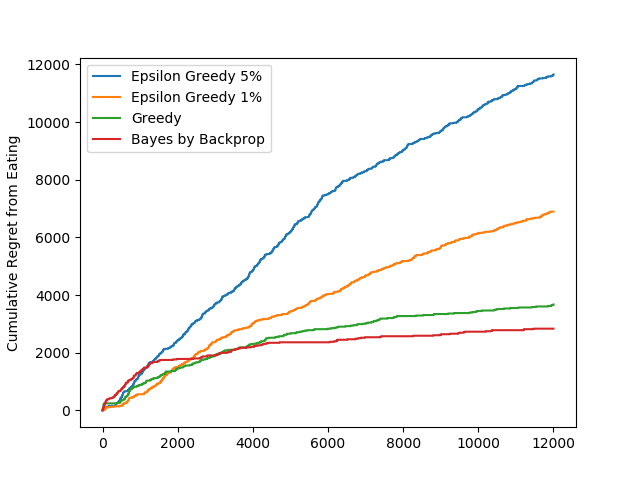 12000
10000
8000
6000
4000
2000
0
Cumulative Regret from Eating
Epsilon Greedy 5%
Epsilon Greedy 1%
Greedy
Bayes by Backprop
0
2000
4000
6000
8000
10000
12000